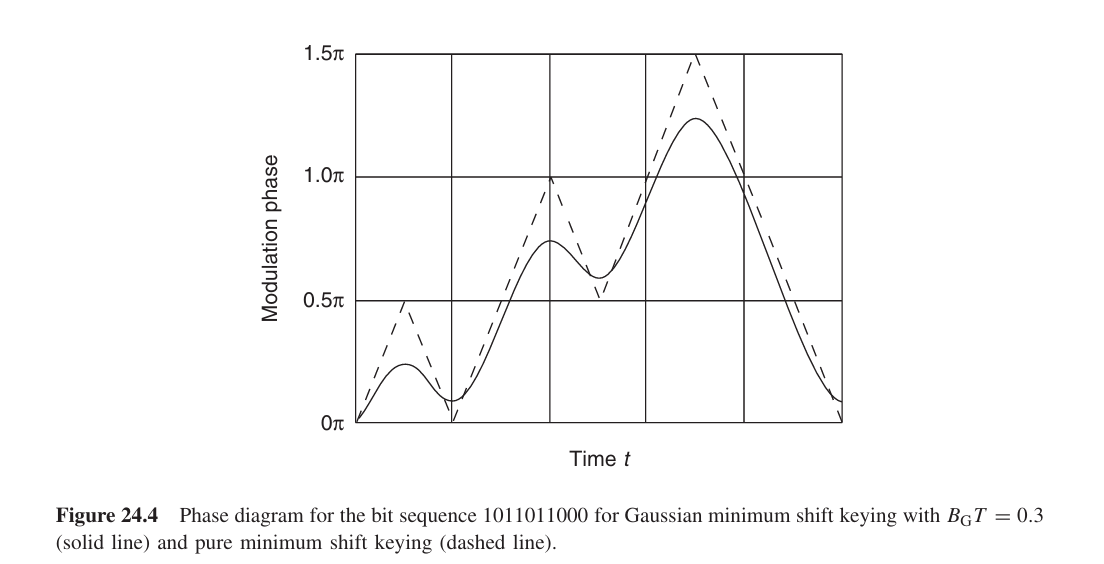 1.5π
1.0π
0.5π
0π
Modulation phase
Time t
Figure 24.4 Phase diagram for the bit sequence 1011011000 for Gaussian minimum shift keying with BGT = 0.3
(solid line) and pure minimum shift keying (dashed line).